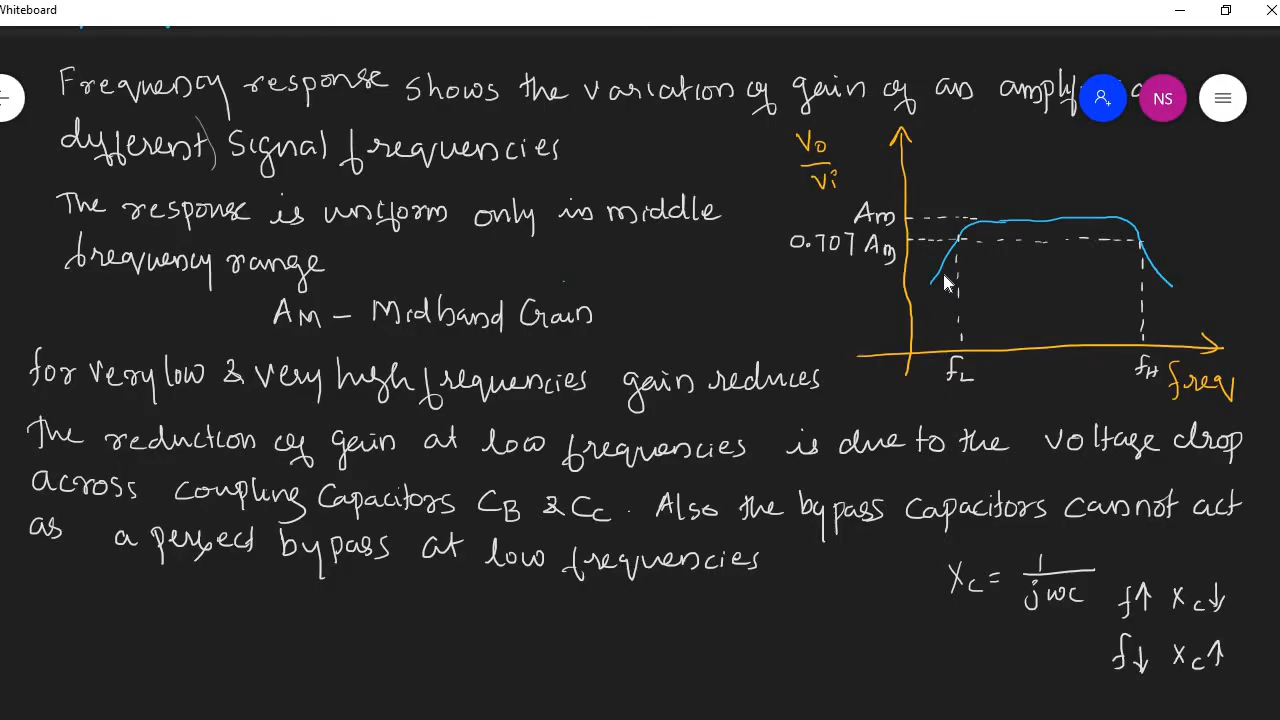 Whiteboard
Frequency response shows the variation of gain of an amplif
different signal frequencies
The response is uniform only in middle
frequency range
AM - Midband Gain
for very low & very high frequencies gain reduces
The reduction of gain at low frequencies is due to the voltage drop
across coupling capacitors CB & CC. Also the bypass capacitors cannot act
as a perfect bypass at low frequencies
XC = 1/jωC
f↑ XC↓
f↓ XC↑
NS
Vo/Vi
Am
0.707 Am
fL
fH
freq